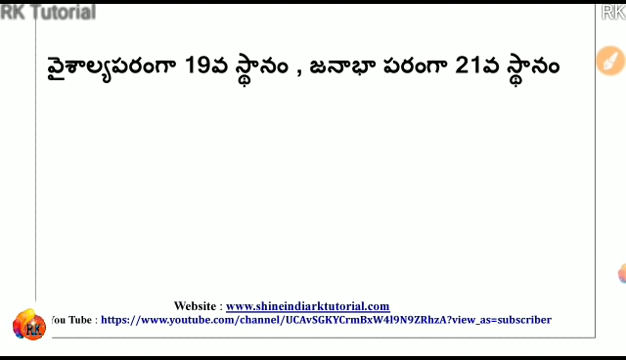 RK Tutorial
RK
వైశాల్యపరంగా 19వ స్థానం , జనాభా పరంగా 21వ స్థానం
Website : www.shineindiarktutorial.com
You Tube : https://www.youtube.com/channel/UCAvSGKYCrmBxW4l9N9ZRhzA?view_as=subscriber
RK